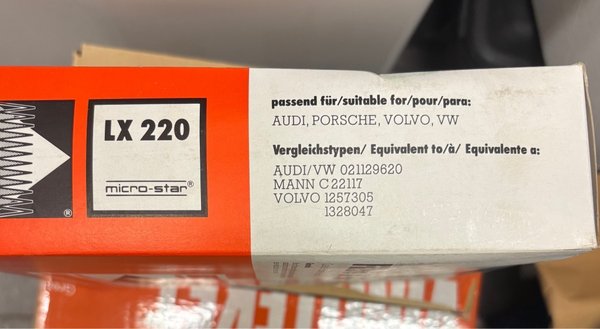 LX 220
micro-star®
®
passend für/suitable for/pour/para:
AUDI, PORSCHE, VOLVO, VW
Vergleichstypen/ Equivalent to/à/ Equivalente a:
AUDI/VW 021129620
MANN C 22117
VOLVO 1257305
1328047